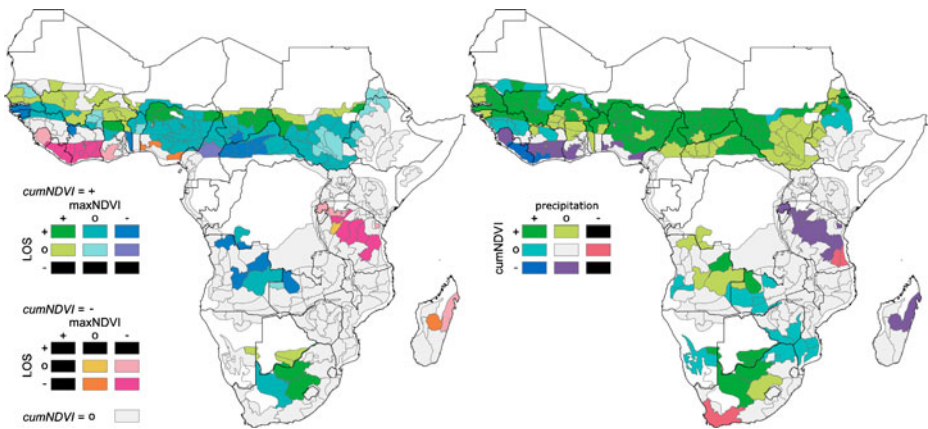 cumNDVI = +
maxNDVI
+ o -
LOS
+
o
-
cumNDVI = -
maxNDVI
+ o -
LOS
+
o
-
cumNDVI = o
precipitation
+ o -
cumNDVI
+
o
-